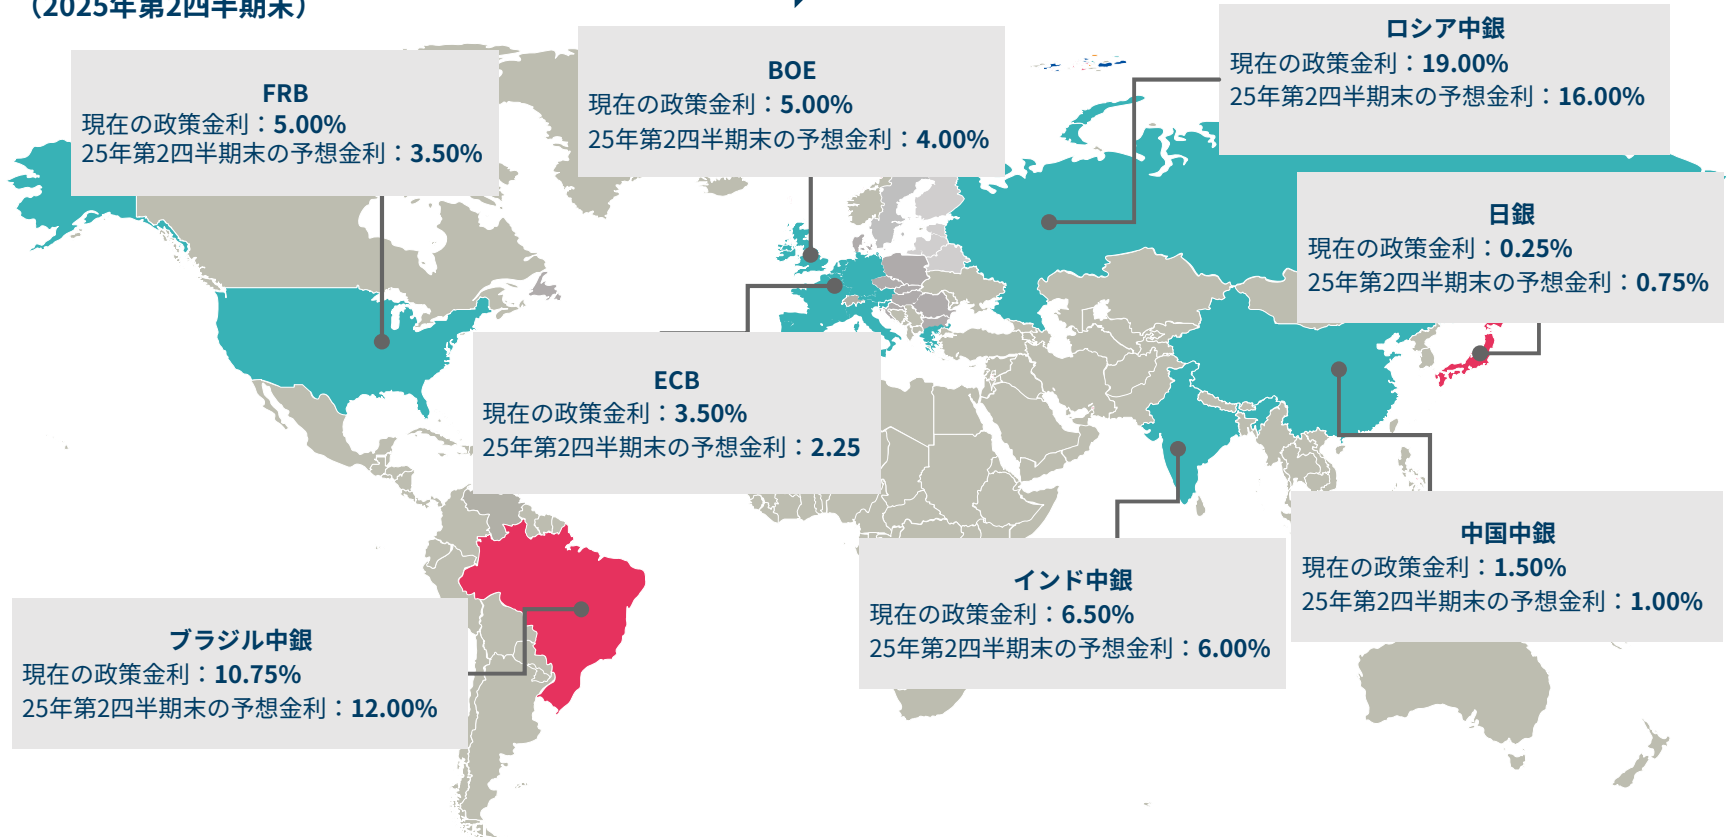 （2025年第2四半期末）
FRB
現在の政策金利：5.00%
25年第2四半期末の予想金利：3.50%
BOE
現在の政策金利：5.00%
25年第2四半期末の予想金利：4.00%
ロシア中銀
現在の政策金利：19.00%
25年第2四半期末の予想金利：16.00%
日銀
現在の政策金利：0.25%
25年第2四半期末の予想金利：0.75%
ECB
現在の政策金利：3.50%
25年第2四半期末の予想金利：2.25
中国中銀
現在の政策金利：1.50%
25年第2四半期末の予想金利：1.00%
インド中銀
現在の政策金利：6.50%
25年第2四半期末の予想金利：6.00%
ブラジル中銀
現在の政策金利：10.75%
25年第2四半期末の予想金利：12.00%